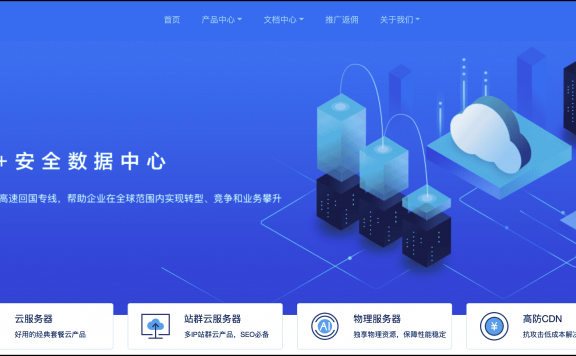 首页 产品中心 文档中心 推广返佣 关于我们
+安全数据中心
高速回国专线，帮助企业在全球范围内实现转型、竞争和业务攀升
云服务器 站群云服务器 物理服务器 高防CDN
好用的经典套餐云产品 多IP站群云产品，SEO必备 独享物理资源，保障性能稳定 抗攻击低成本解
AI
¥